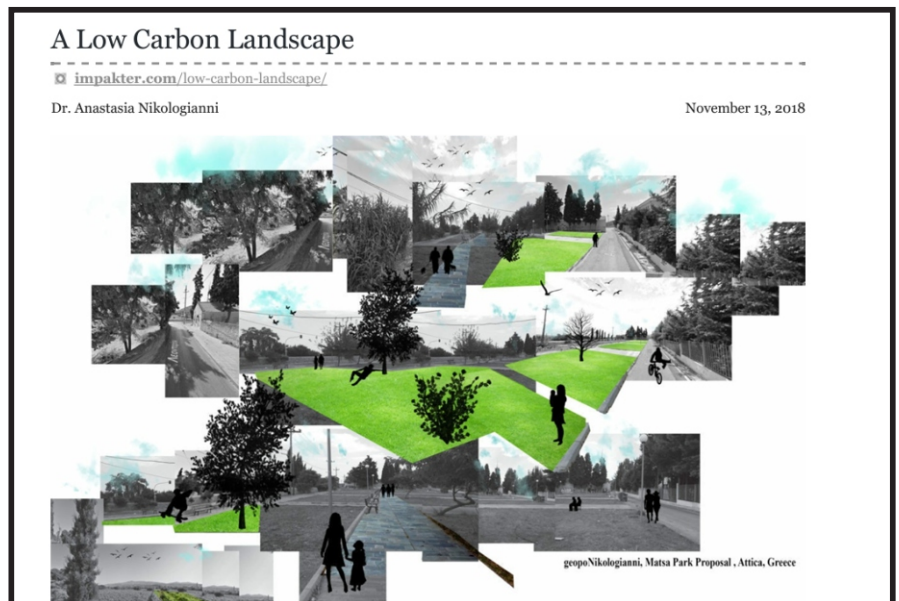 A Low Carbon Landscape
impakter.com/low-carbon-landscape/
Dr. Anastasia Nikologianni November 13, 2018
geopoNikologianni, Matsa Park Proposal , Attica, Greece